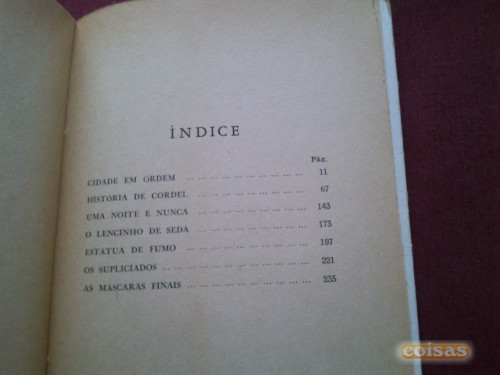 ÍNDICE
Pág.
CIDADE EM ORDEM ... ... ... ... ... ... ... ... ... ... 11
HISTÓRIA DE CORDEL ... ... ... ... ... ... ... ... ... 67
UMA NOITE E NUNCA ... ... ... ... ... ... ... ... ... 143
O LENCINHO DE SEDA ... ... ... ... ... ... ... ... ... 173
ESTATUA DE FUMO ... ... ... ... ... ... ... ... ... ... 197
OS SUPLICIADOS ... ... ... ... ... ... ... ... ... ... ... 221
AS MÁSCARAS FINAIS ... ... ... ... ... ... ... ... ... 235
coisas